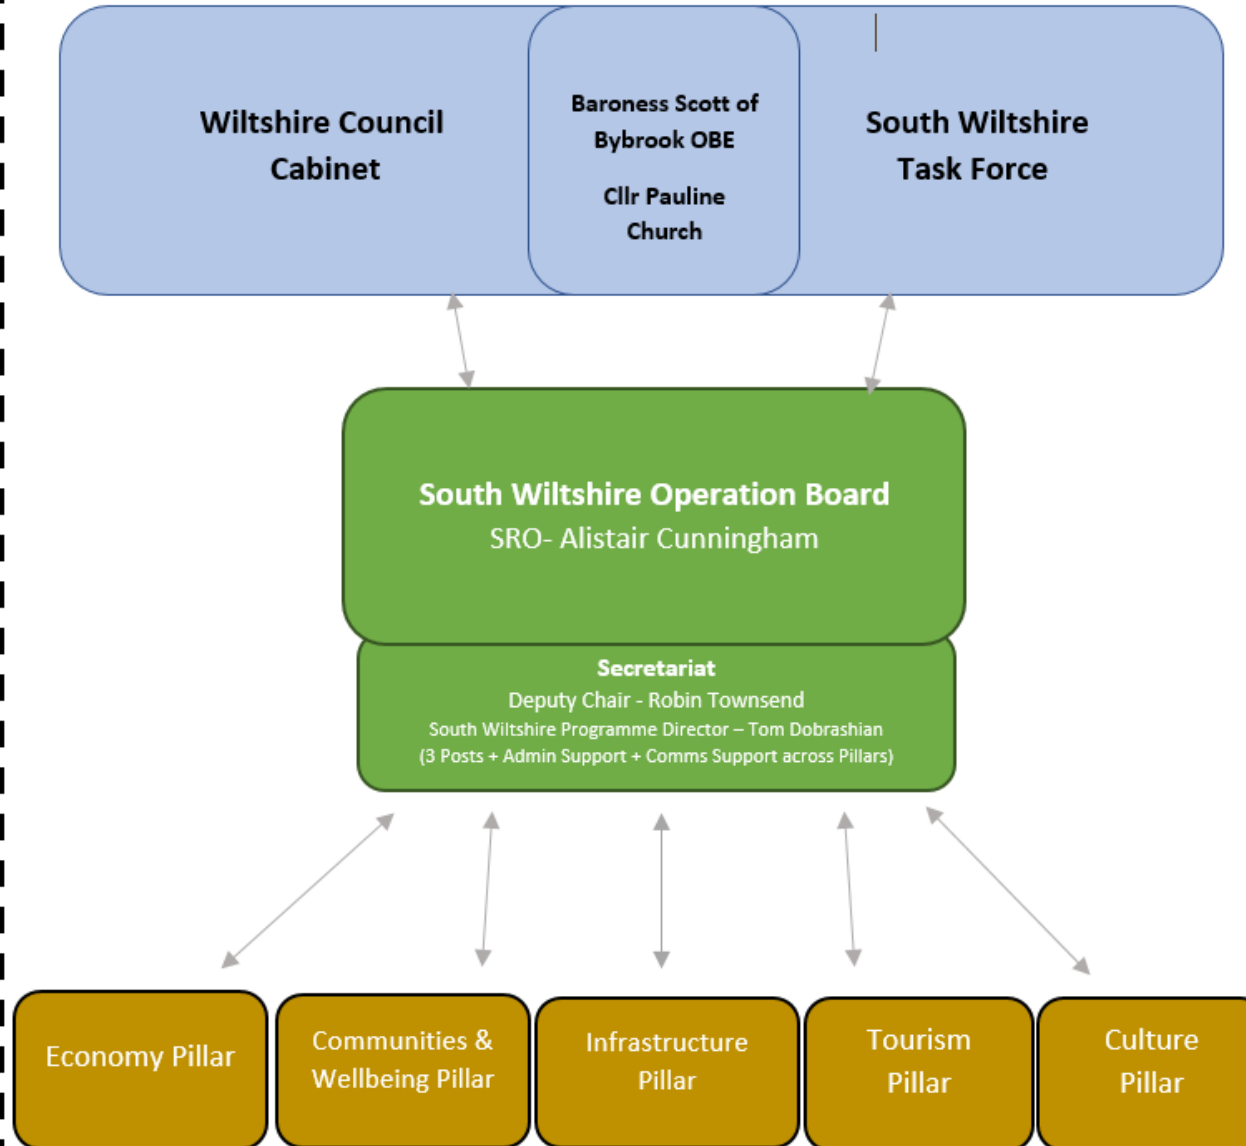 Wiltshire Council
Cabinet
Baroness Scott of
Bybrook OBE
Cllr Pauline
Church
South Wiltshire
Task Force
South Wiltshire Operation Board
SRO- Alistair Cunningham
Secretariat
Deputy Chair - Robin Townsend
South Wiltshire Programme Director – Tom Dobrashian
(3 Posts + Admin Support + Comms Support across Pillars)
Economy Pillar
Communities &
Wellbeing Pillar
Infrastructure
Pillar
Tourism
Pillar
Culture
Pillar